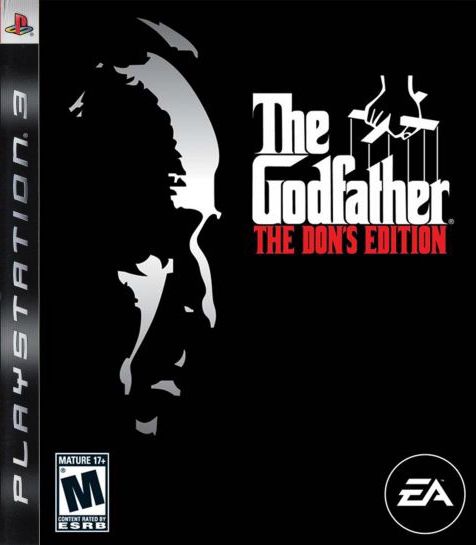 PLAYSTATION 3
The
Godfather®
THE DON'S EDITION
MATURE 17+
M
®
CONTENT RATED BY
ESRB
EA